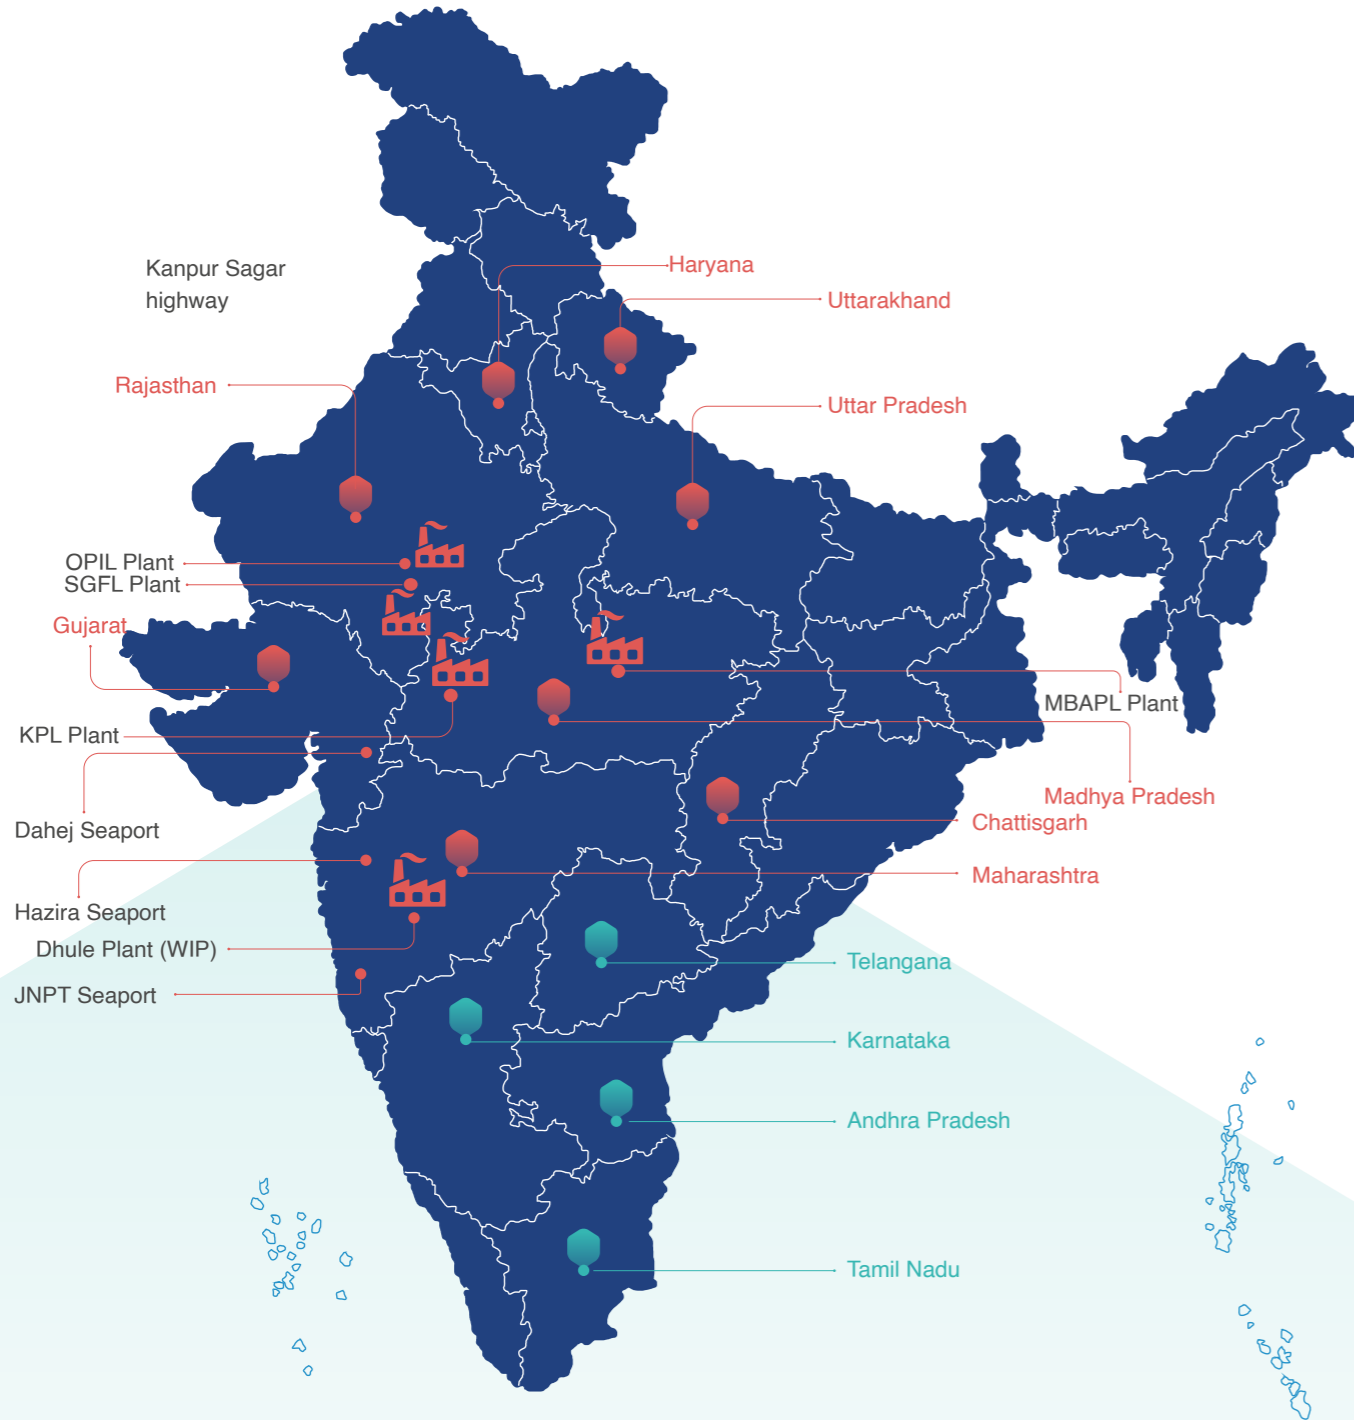 Kanpur Sagar
highway
Haryana
Uttarakhand
Rajasthan
Uttar Pradesh
OPIL Plant
SGFL Plant
Gujarat
MBAPL Plant
KPL Plant
Madhya Pradesh
Chattisgarh
Dahej Seaport
Maharashtra
Hazira Seaport
Dhule Plant (WIP)
Telangana
JNPT Seaport
Karnataka
Andhra Pradesh
Tamil Nadu